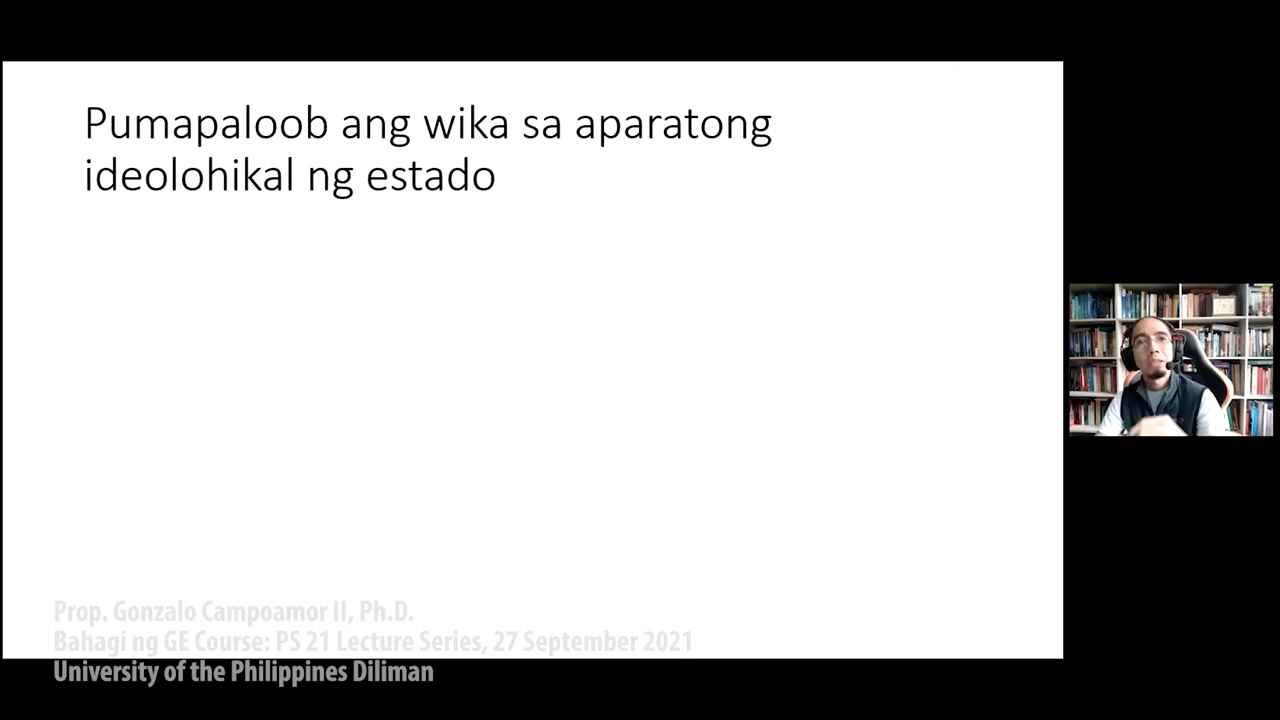 Pumapaloob ang wika sa aparatong
ideolohikal ng estado
Prop. Gonzalo Campoamor II, Ph.D.
Bahagi ng GE Course: PS 21 Lecture Series, 27 September 2021
University of the Philippines Diliman